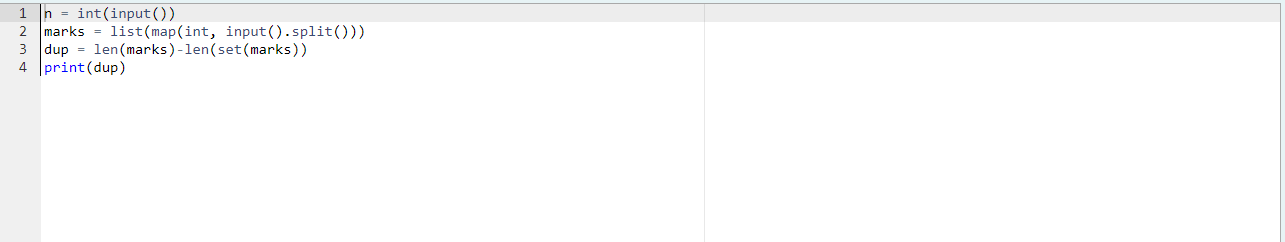 1 n = int(input())
2 marks = list(map(int, input().split()))
3 dup = len(marks)-len(set(marks))
4 print(dup)